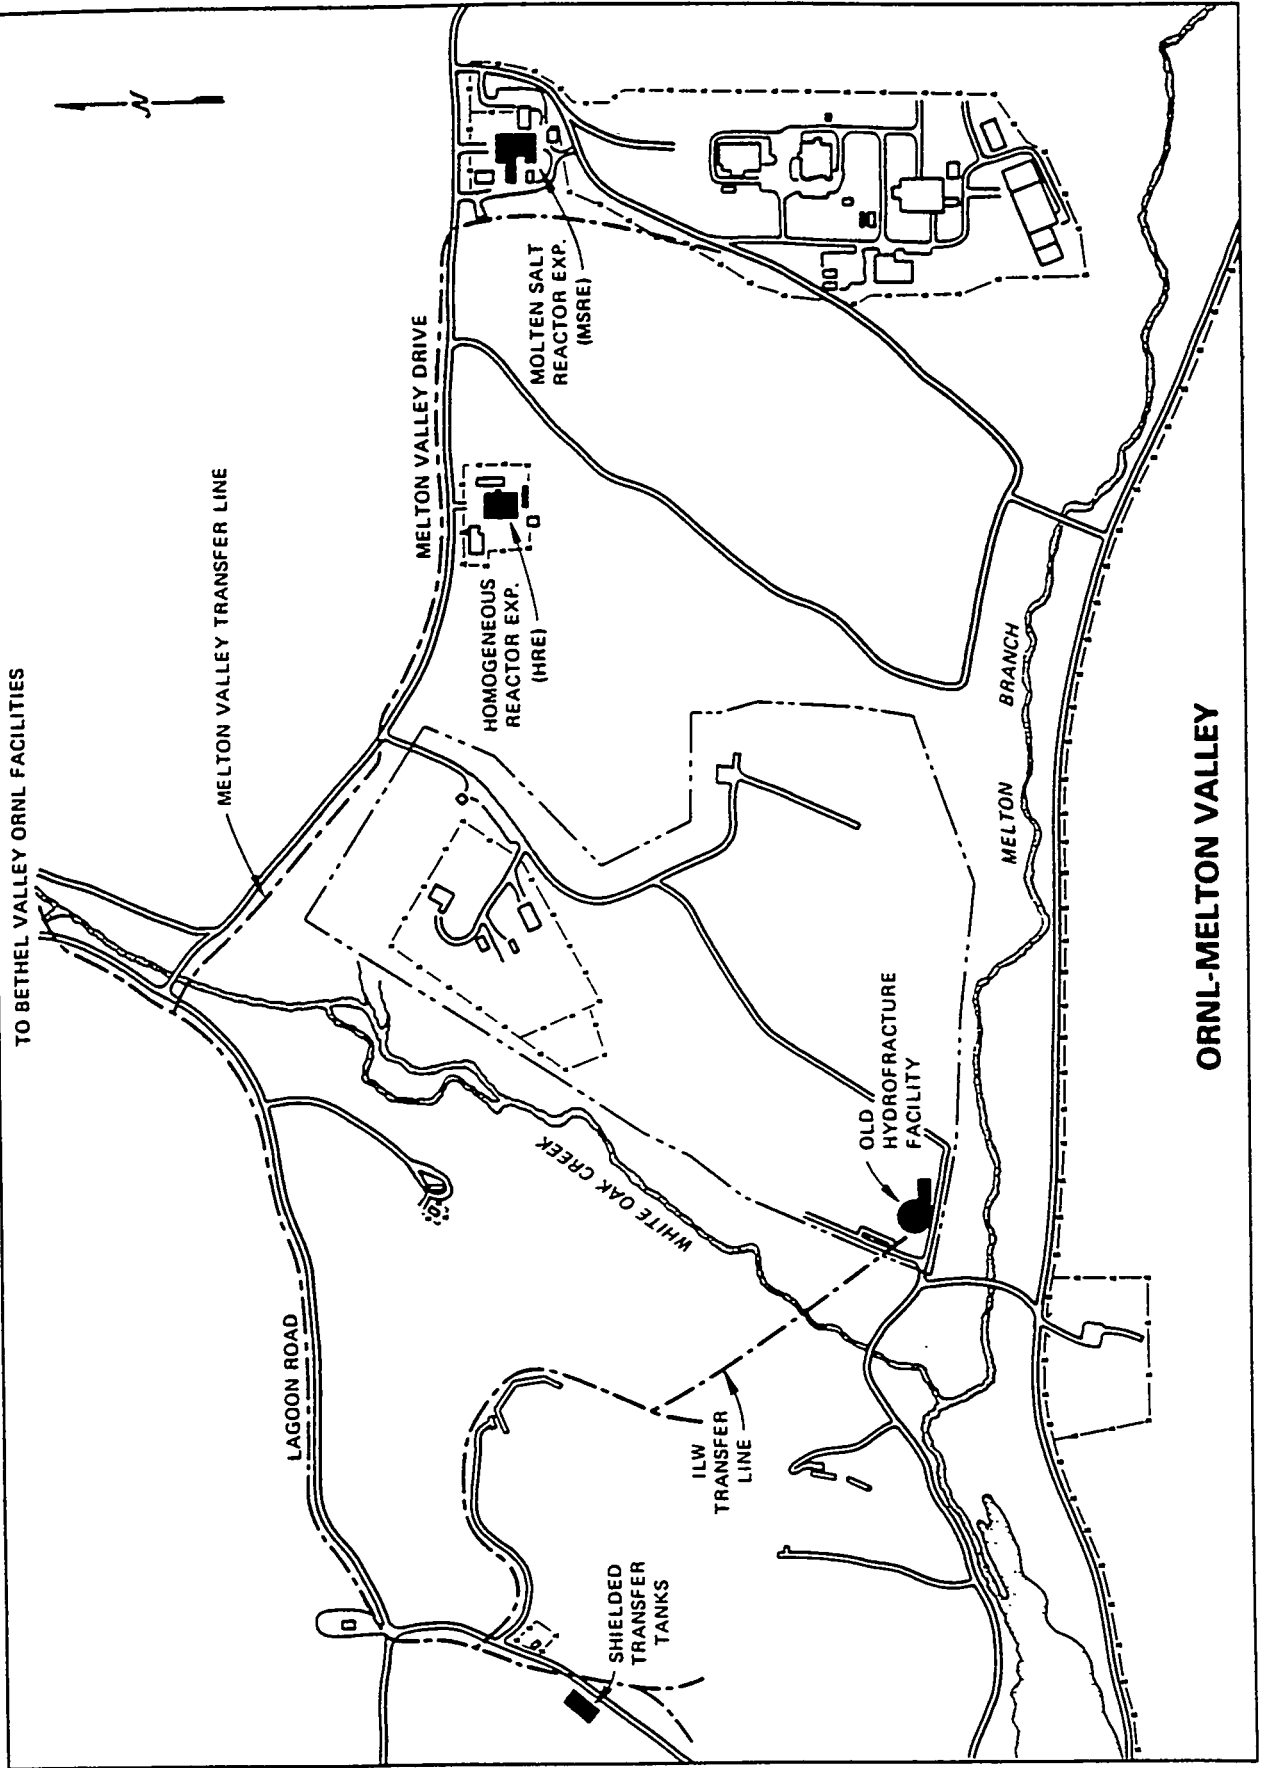 TO BETHEL VALLEY ORNL FACILITIES
N
MELTON VALLEY TRANSFER LINE
MELTON VALLEY DRIVE
MOLTEN SALT
REACTOR EXP.
(MSRE)
HOMOGENEOUS
REACTOR EXP.
(HRE)
LAGOON ROAD
WHITE OAK CREEK
MELTON BRANCH
OLD
HYDROFRACTURE
FACILITY
ILW
TRANSFER
LINE
SHIELDED
TRANSFER
TANKS
ORNL-MELTON VALLEY